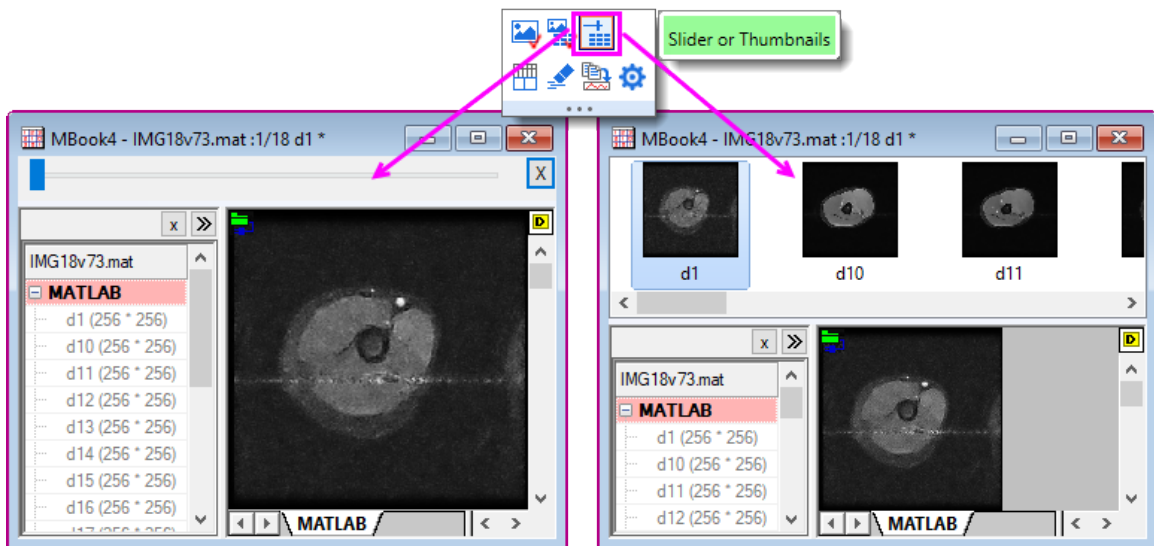 Slider or Thumbnails
MBook4 - IMG18v73.mat :1/18 d1 *
X
x
IMG18v73.mat
MATLAB
d1 (256 * 256)
d10 (256 * 256)
d11 (256 * 256)
d12 (256 * 256)
d13 (256 * 256)
d14 (256 * 256)
d15 (256 * 256)
d16 (256 * 256)
d17 (256 * 256)
D
MATLAB
MBook4 - IMG18v73.mat :1/18 d1 *
d1
d10
d11
x
IMG18v73.mat
MATLAB
d1 (256 * 256)
d10 (256 * 256)
d11 (256 * 256)
d12 (256 * 256)
D
MATLAB